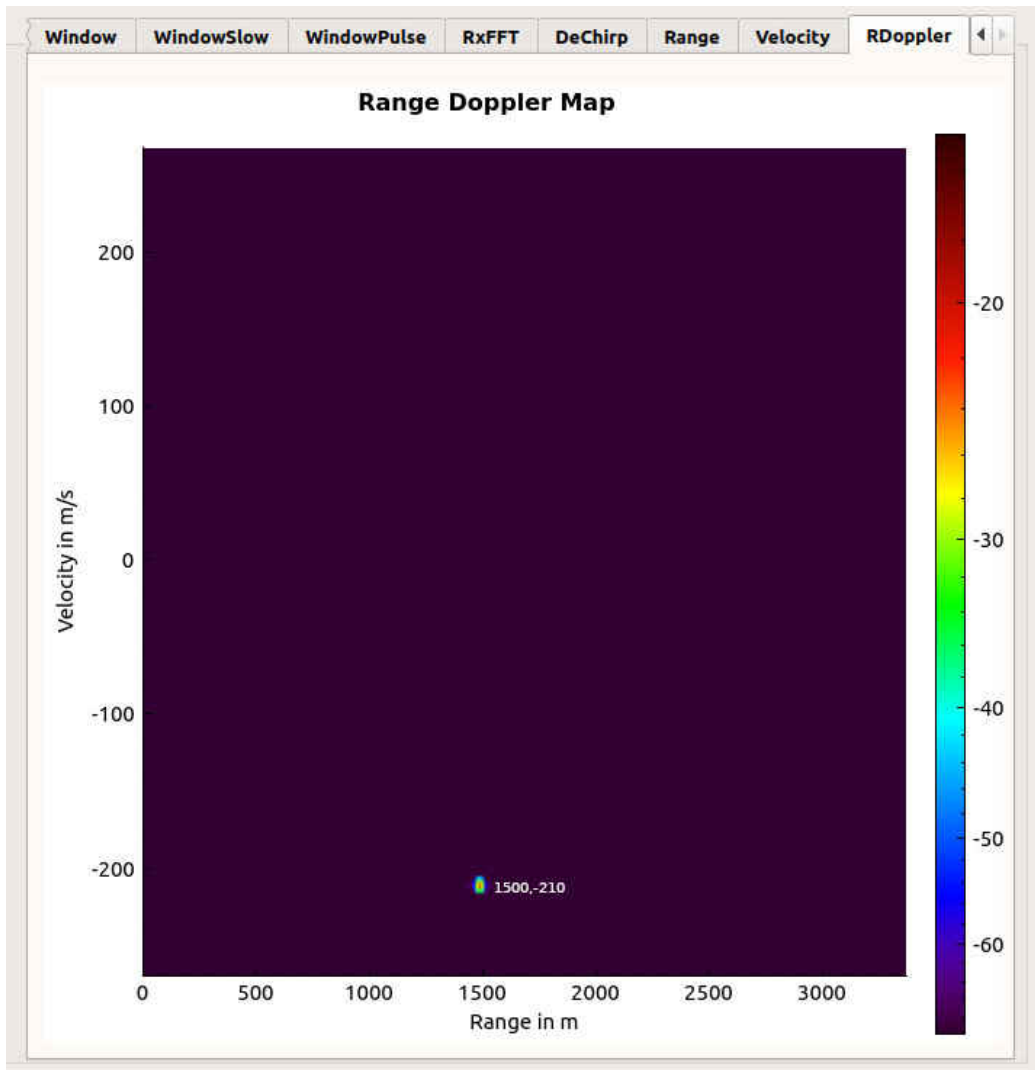 Window WindowSlow WindowPulse RxFFT DeChirp Range Velocity RDoppler
Range Doppler Map
200
100
0
-100
-200
Velocity in m/s
1500,-210
0 500 1000 1500 2000 2500 3000
Range in m
-20
-30
-40
-50
-60